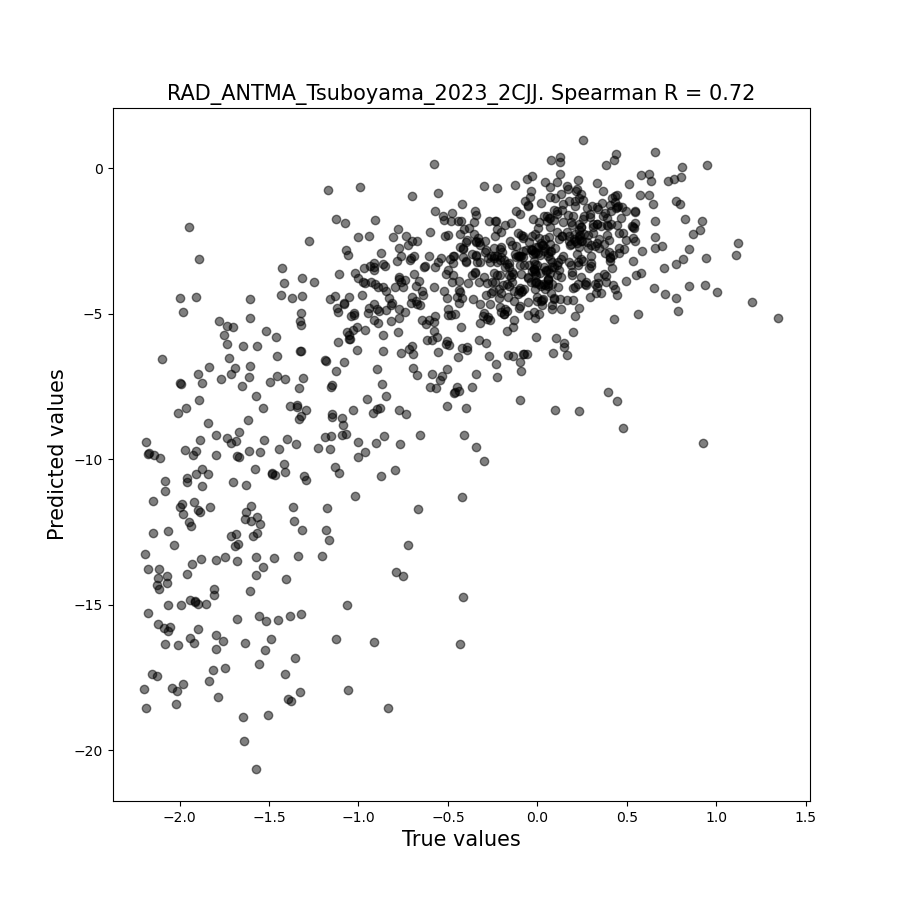 RAD_ANTMA_Tsuboyama_2023_2CJJ. Spearman R = 0.72
Predicted values
0
−5
−10
−15
−20
−2.0 −1.5 −1.0 −0.5 0.0 0.5 1.0 1.5
True values